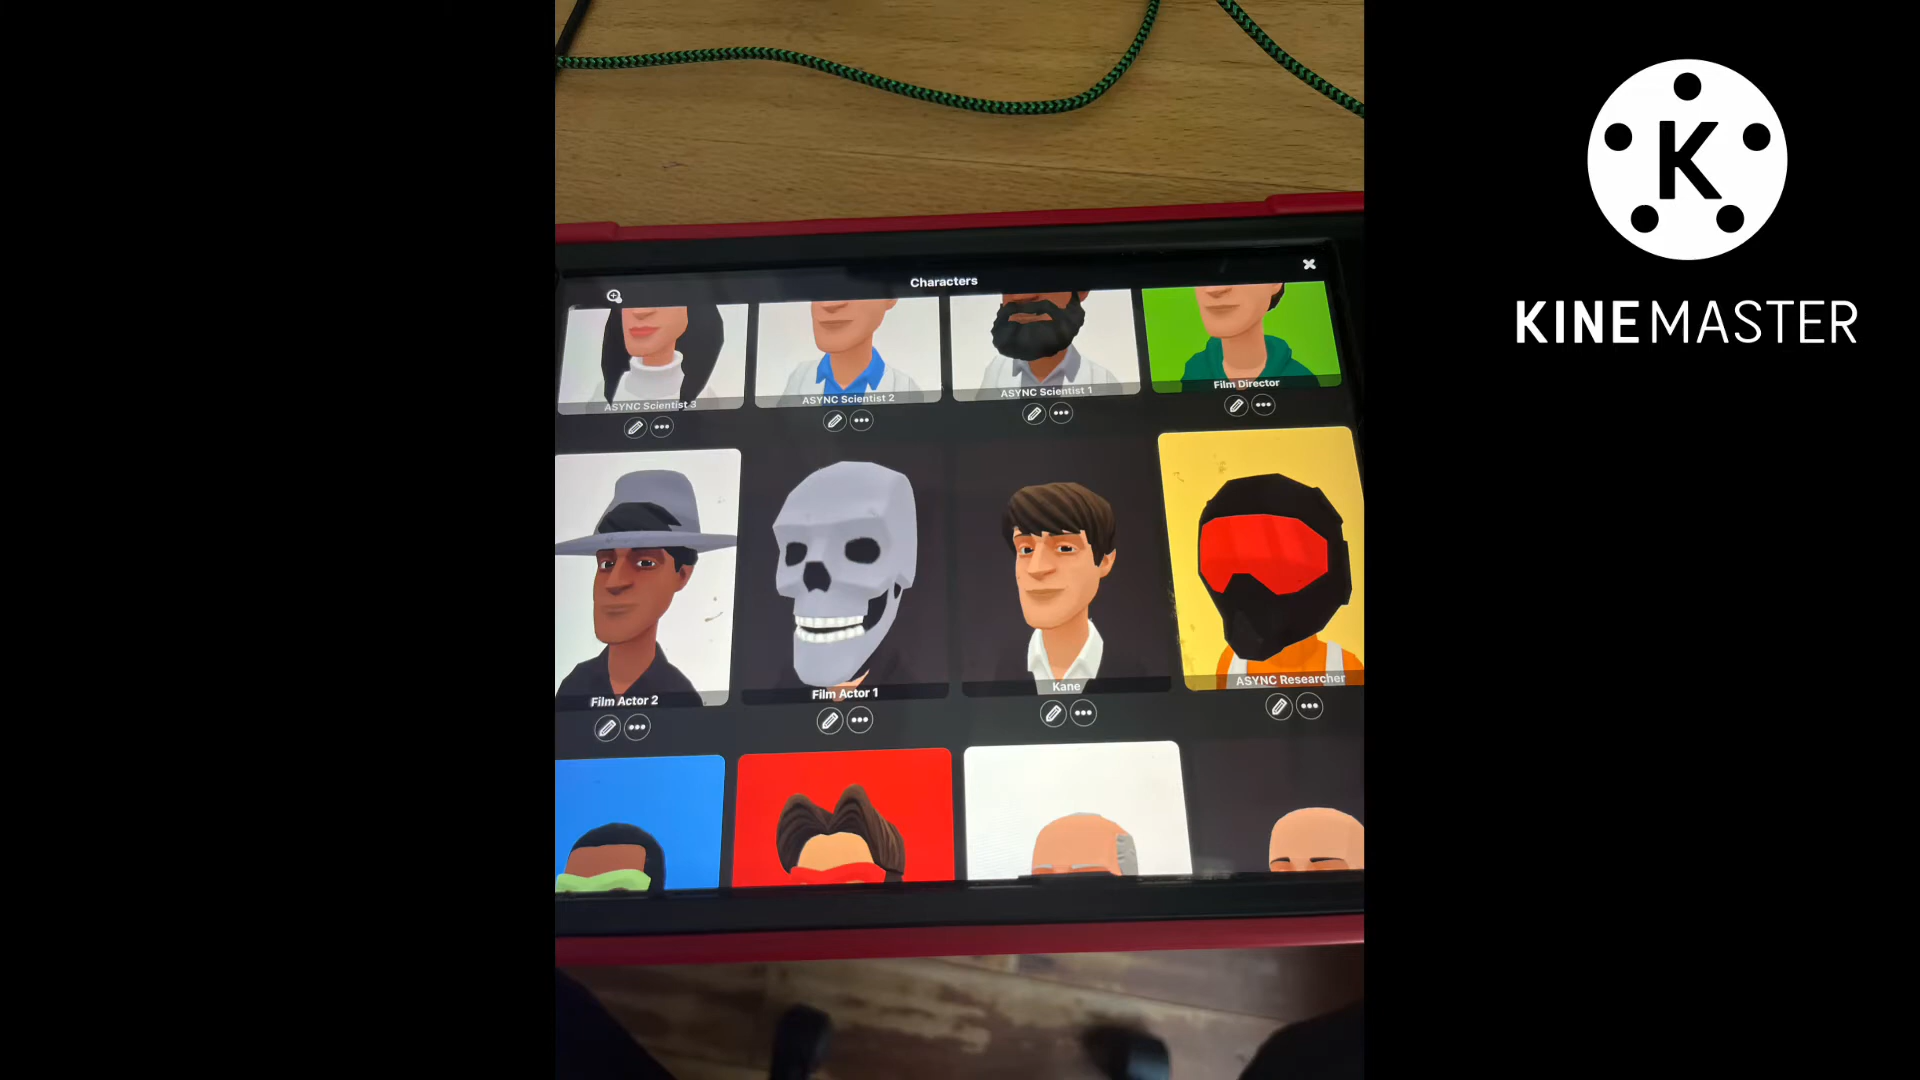 Characters
ASYNC Scientist 3
ASYNC Scientist 2
ASYNC Scientist 1
Film Director
Film Actor 2
Film Actor 1
Kane
ASYNC Researcher
K
KINEMASTER